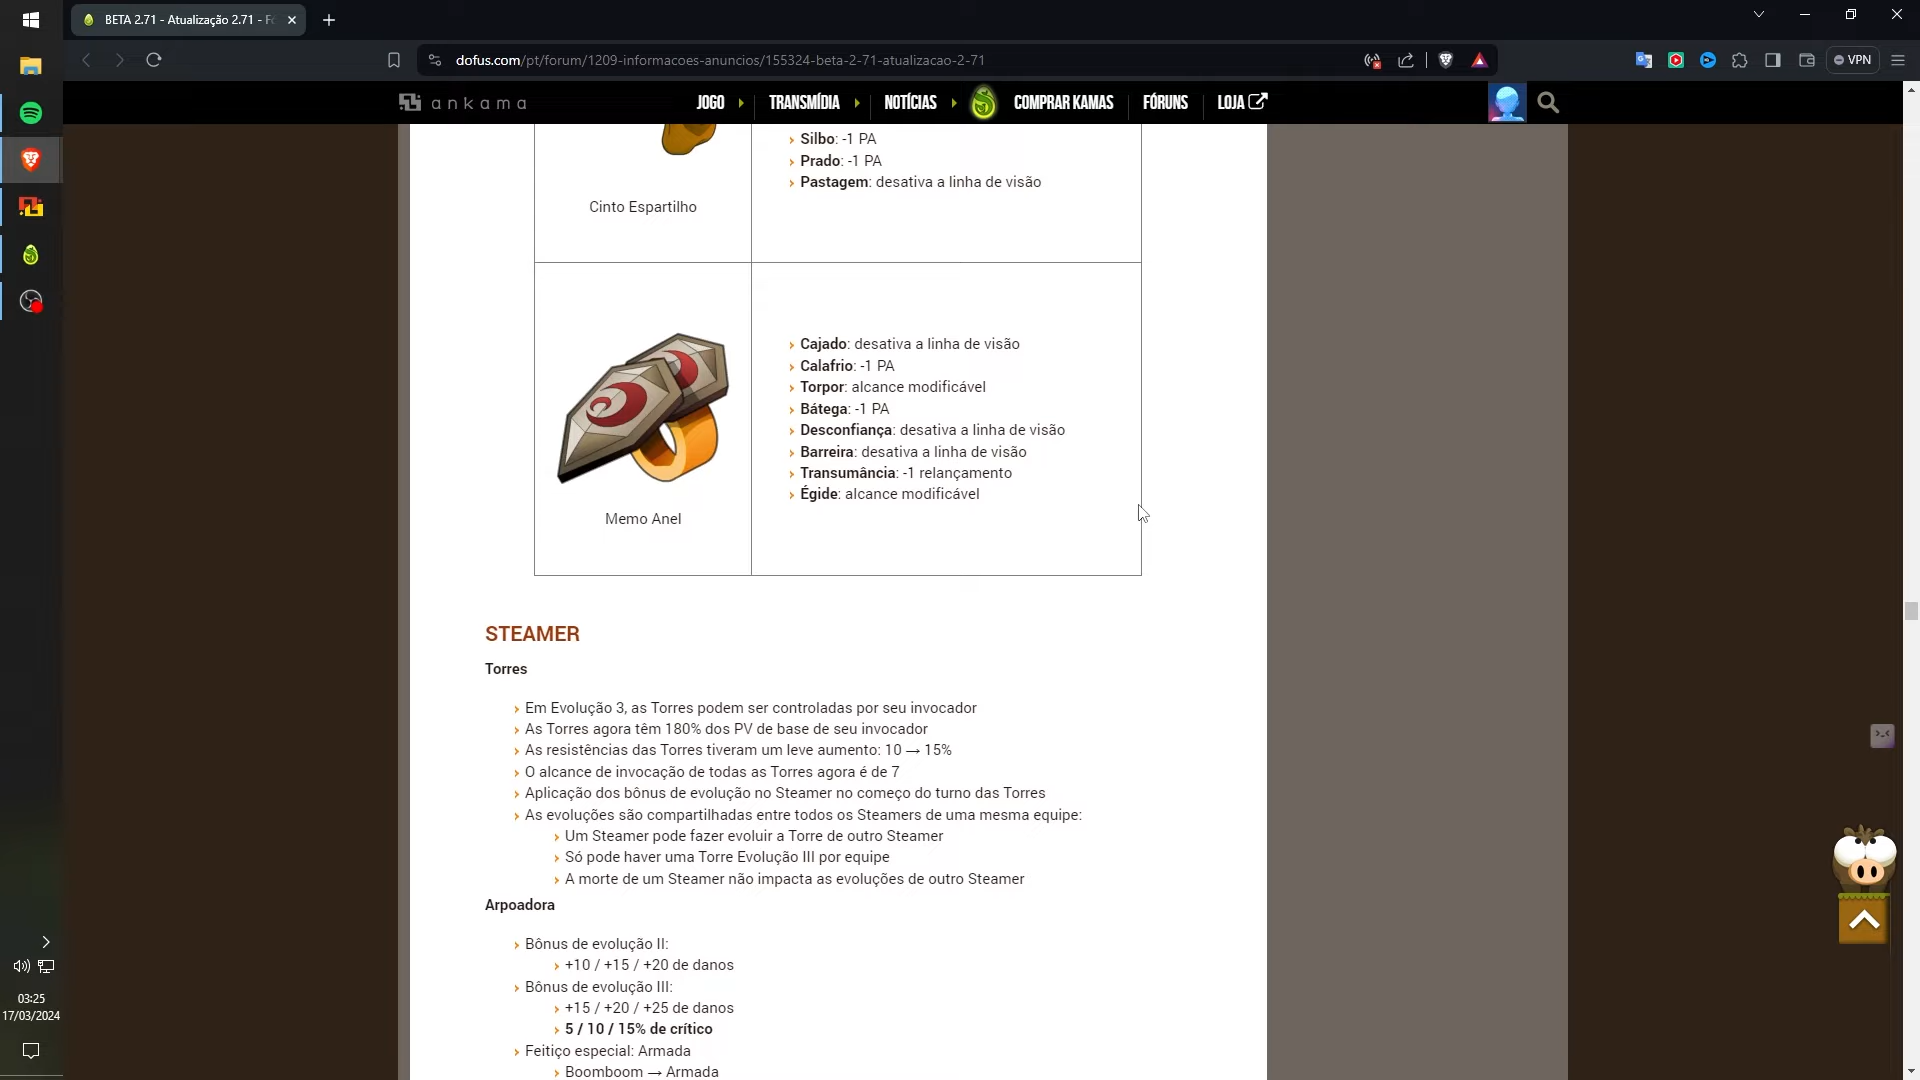 BETA 2.71 - Atualização 2.71 - Fó
dofus.com/pt/forum/1209-informacoes-anuncios/155324-beta-2-71-atualizacao-2-71
VPN
ankama
JOGO
TRANSMÍDIA
NOTÍCIAS
COMPRAR KAMAS
FÓRUNS
LOJA
Silbo: -1 PA
Prado: -1 PA
Pastagem: desativa a linha de visão
Cinto Espartilho
Cajado: desativa a linha de visão
Calafrio: -1 PA
Torpor: alcance modificável
Bátega: -1 PA
Desconfiança: desativa a linha de visão
Barreira: desativa a linha de visão
Transumância: -1 relançamento
Égide: alcance modificável
Memo Anel
STEAMER
Torres
Em Evolução 3, as Torres podem ser controladas por seu invocador
As Torres agora têm 180% dos PV de base de seu invocador
As resistências das Torres tiveram um leve aumento: 10 → 15%
O alcance de invocação de todas as Torres agora é de 7
Aplicação dos bônus de evolução no Steamer no começo do turno das Torres
As evoluções são compartilhadas entre todos os Steamers de uma mesma equipe:
Um Steamer pode fazer evoluir a Torre de outro Steamer
Só pode haver uma Torre Evolução III por equipe
A morte de um Steamer não impacta as evoluções de outro Steamer
Arpoadora
Bônus de evolução II:
+10 / +15 / +20 de danos
Bônus de evolução III:
+15 / +20 / +25 de danos
5 / 10 / 15% de crítico
Feitiço especial: Armada
Boomboom → Armada
03:25
17/03/2024